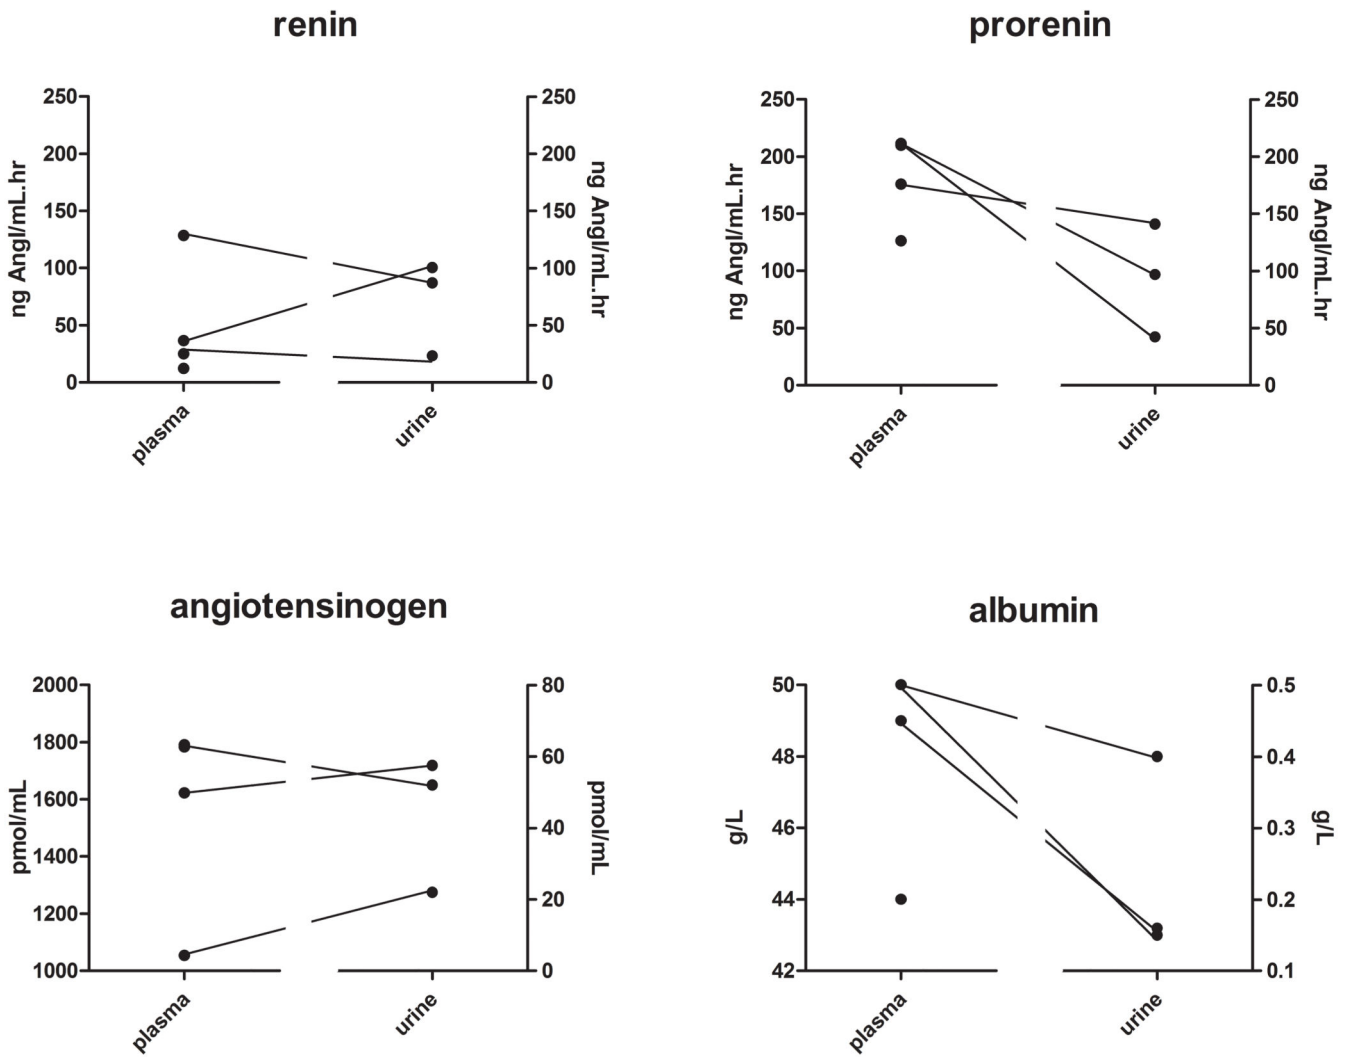 renin
prorenin
250
200
150
100
50
0
ng AngI/mL.hr
250
200
150
100
50
0
ng AngI/mL.hr
plasma
urine
250
200
150
100
50
0
ng AngI/mL.hr
250
200
150
100
50
0
ng AngI/mL.hr
plasma
urine
angiotensinogen
albumin
2000
1800
1600
1400
1200
1000
pmol/mL
80
60
40
20
0
pmol/mL
plasma
urine
50
48
46
44
42
g/L
0.5
0.4
0.3
0.2
0.1
g/L
plasma
urine